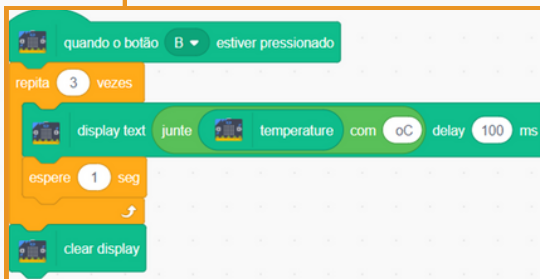 quando o botão B estiver pressionado
repita 3 vezes
display text junte temperature com oC delay 100 ms
espere 1 seg
clear display